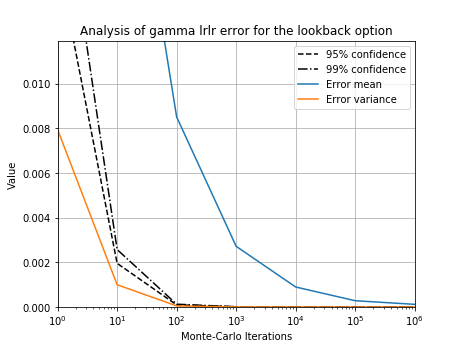 Analysis of gamma lrlr error for the lookback option
95% confidence
99% confidence
Error mean
Error variance
0.010
0.008
0.006
0.004
0.002
0.000
Value
10⁰ 10¹ 10² 10³ 10⁴ 10⁵ 10⁶
Monte-Carlo Iterations